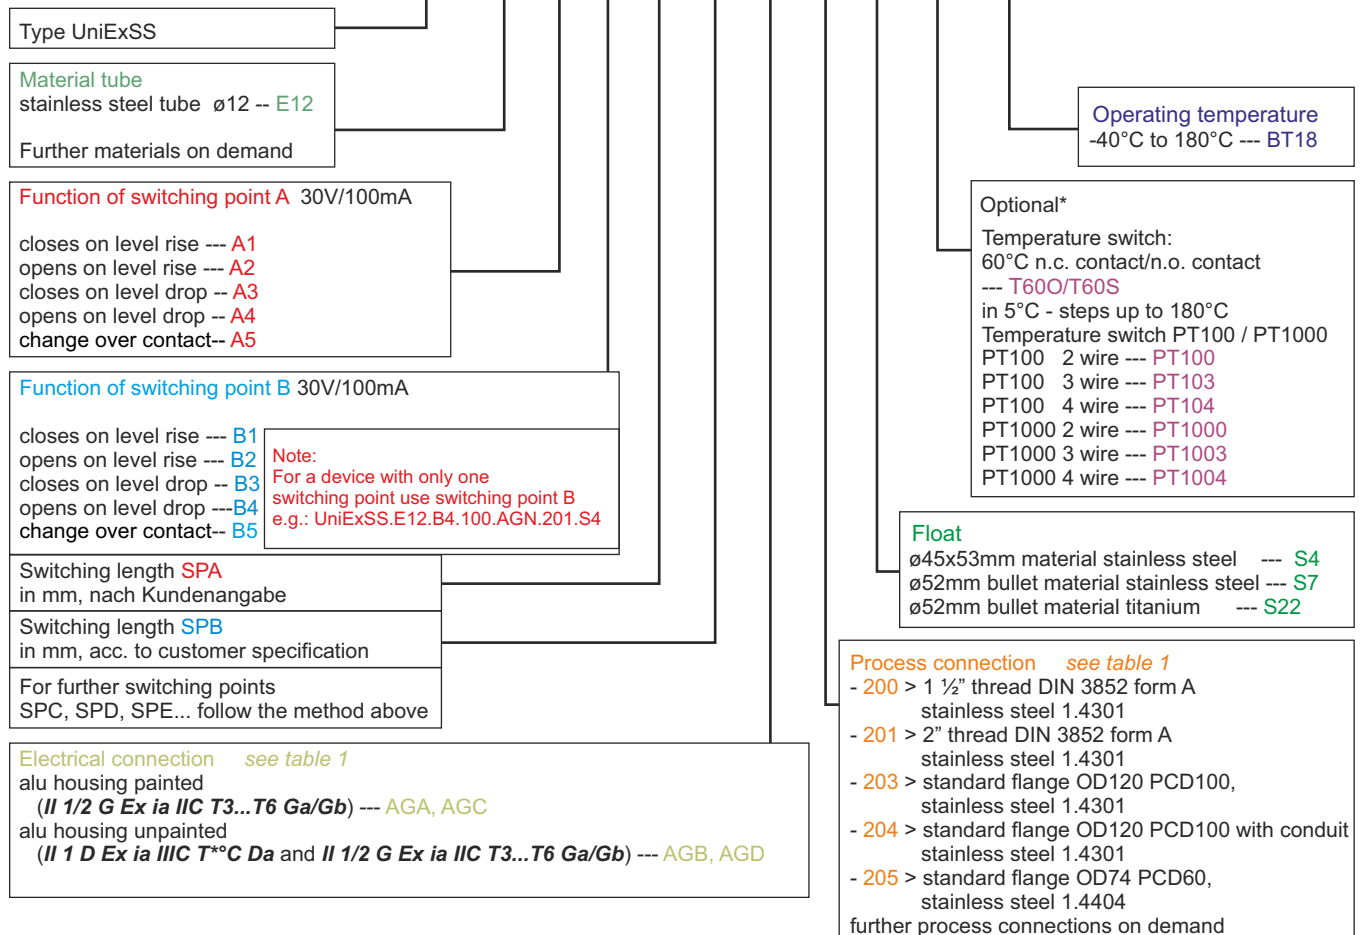 Type UniExSS
Material tube
stainless steel tube ø12 -- E12
Further materials on demand
Function of switching point A 30V/100mA
closes on level rise --- A1
opens on level rise --- A2
closes on level drop -- A3
opens on level drop -- A4
change over contact-- A5
Function of switching point B 30V/100mA
closes on level rise --- B1
opens on level rise --- B2
closes on level drop -- B3
opens on level drop ---B4
change over contact-- B5
Note:
For a device with only one
switching point use switching point B
e.g.: UniExSS.E12.B4.100.AGN.201.S4
Switching length SPA
in mm, nach Kundenangabe
Switching length SPB
in mm, acc. to customer specification
For further switching points
SPC, SPD, SPE... follow the method above
Electrical connection see table 1
alu housing painted
(II 1/2 G Ex ia IIC T3...T6 Ga/Gb) --- AGA, AGC
alu housing unpainted
(II 1 D Ex ia IIIC T*°C Da and II 1/2 G Ex ia IIC T3...T6 Ga/Gb) --- AGB, AGD
Operating temperature
-40°C to 180°C --- BT18
Optional*
Temperature switch:
60°C n.c. contact/n.o. contact
--- T60O/T60S
in 5°C - steps up to 180°C
Temperature switch PT100 / PT1000
PT100 2 wire --- PT100
PT100 3 wire --- PT103
PT100 4 wire --- PT104
PT1000 2 wire --- PT1000
PT1000 3 wire --- PT1003
PT1000 4 wire --- PT1004
Float
ø45x53mm material stainless steel --- S4
ø52mm bullet material stainless steel --- S7
ø52mm bullet material titanium --- S22
Process connection see table 1
- 200 > 1 ½” thread DIN 3852 form A
stainless steel 1.4301
- 201 > 2” thread DIN 3852 form A
stainless steel 1.4301
- 203 > standard flange OD120 PCD100,
stainless steel 1.4301
- 204 > standard flange OD120 PCD100 with conduit
stainless steel 1.4301
- 205 > standard flange OD74 PCD60,
stainless steel 1.4404
further process connections on demand